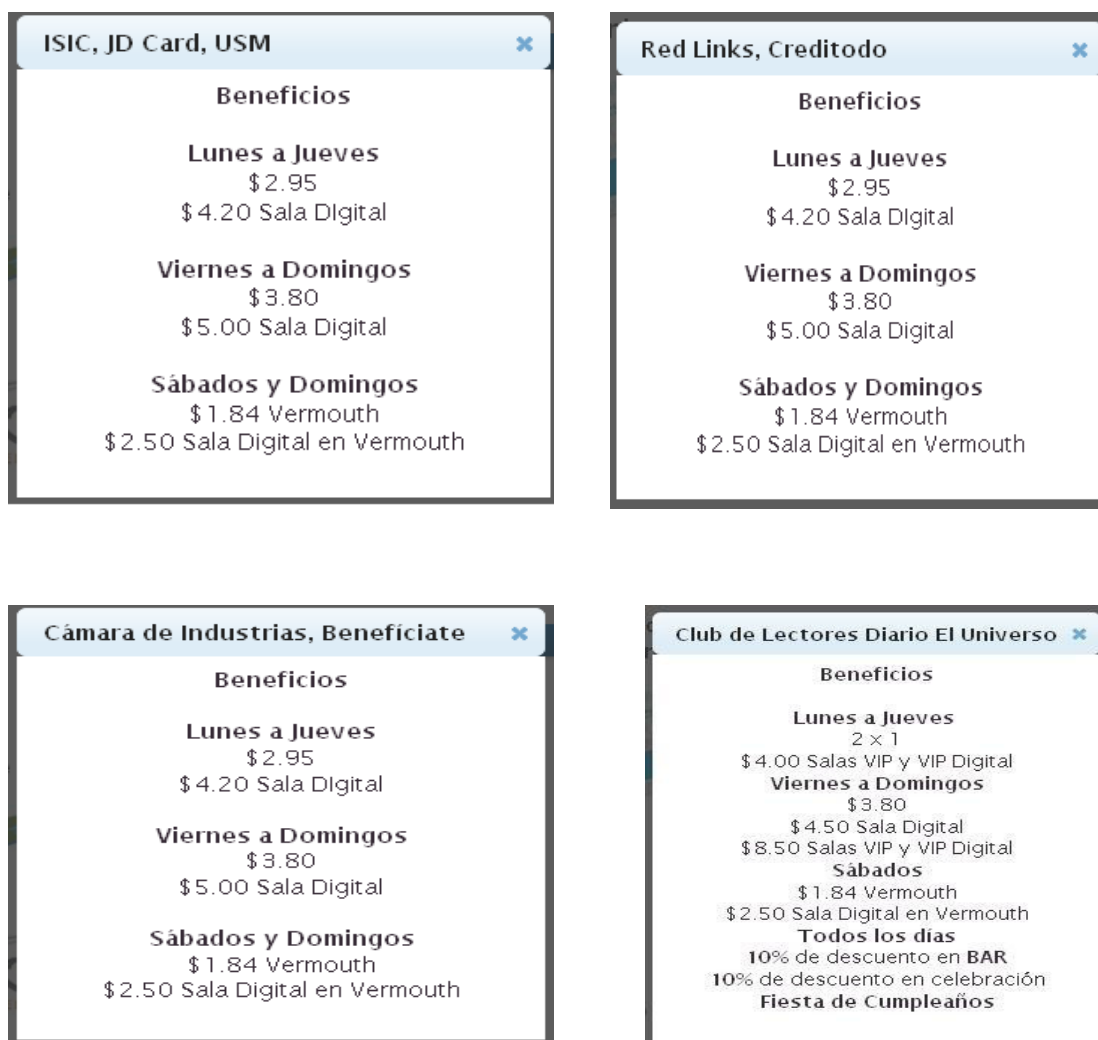 ISIC, JD Card, USM
Beneficios
Lunes a Jueves
$2.95
$4.20 Sala DIgital
Viernes a Domingos
$3.80
$5.00 Sala Digital
Sábados y Domingos
$1.84 Vermouth
$2.50 Sala Digital en Vermouth
Red Links, Creditodo
Beneficios
Lunes a Jueves
$2.95
$4.20 Sala DIgital
Viernes a Domingos
$3.80
$5.00 Sala Digital
Sábados y Domingos
$1.84 Vermouth
$2.50 Sala Digital en Vermouth
Cámara de Industrias, Benefíciate
Beneficios
Lunes a Jueves
$2.95
$4.20 Sala DIgital
Viernes a Domingos
$3.80
$5.00 Sala Digital
Sábados y Domingos
$1.84 Vermouth
$2.50 Sala Digital en Vermouth
Club de Lectores Diario El Universo
Beneficios
Lunes a Jueves
2 x 1
$4.00 Salas VIP y VIP Digital
Viernes a Domingos
$3.80
$4.50 Sala Digital
$8.50 Salas VIP y VIP Digital
Sábados
$1.84 Vermouth
$2.50 Sala Digital en Vermouth
Todos los días
10% de descuento en BAR
10% de descuento en celebración
Fiesta de Cumpleaños